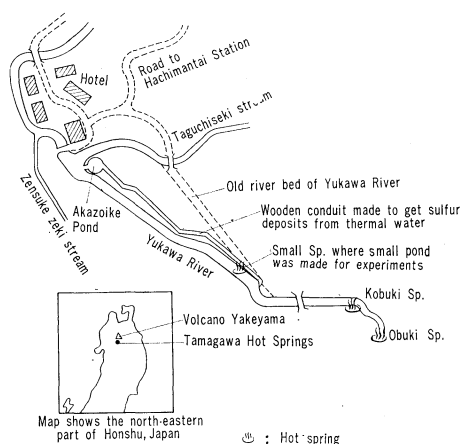 Hotel
Road to
Hachimantai Station
Taguchiseki stream
Old river bed of Yukawa River
Wooden conduit made to get sulfur
deposits from thermal water
Akazoike
Pond
Zensuke zeki stream
Yukawa River
Small Sp. where small pond
was made for experiments
Kobuki Sp.
Obuki Sp.
Volcano Yakeyama
Tamagawa Hot Springs
Map shows the north-eastern
part of Honshu, Japan
: Hot spring